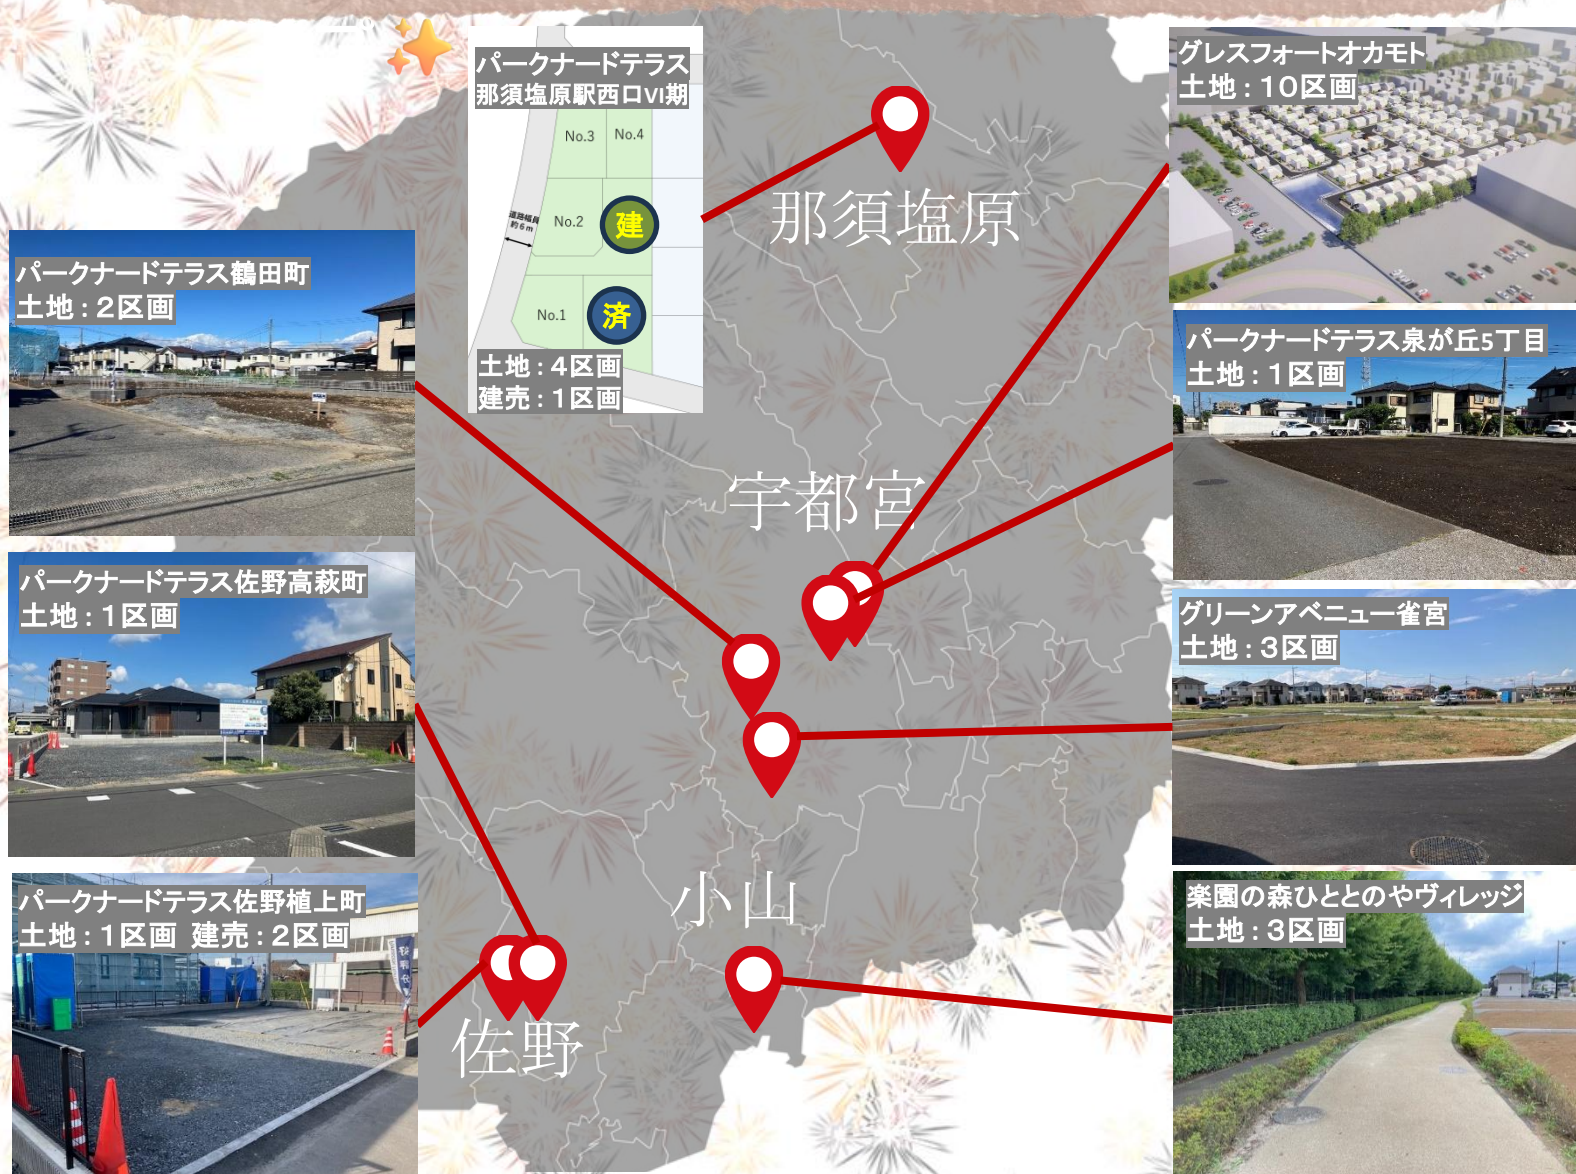 パークナードテラス
那須塩原駅西口Ⅵ期
No.3
No.4
道路幅員
約6m
No.2
建
No.1
済
土地：4区画
建売：1区画
グレスフォートオカモト
土地：10区画
パークナードテラス鶴田町
土地：2区画
那須塩原
パークナードテラス泉が丘5丁目
土地：1区画
宇都宮
パークナードテラス佐野高萩町
土地：1区画
グリーンアベニュー雀宮
土地：3区画
パークナードテラス佐野植上町
土地：1区画 建売：2区画
小山
楽園の森ひととのやヴィレッジ
土地：3区画
佐野